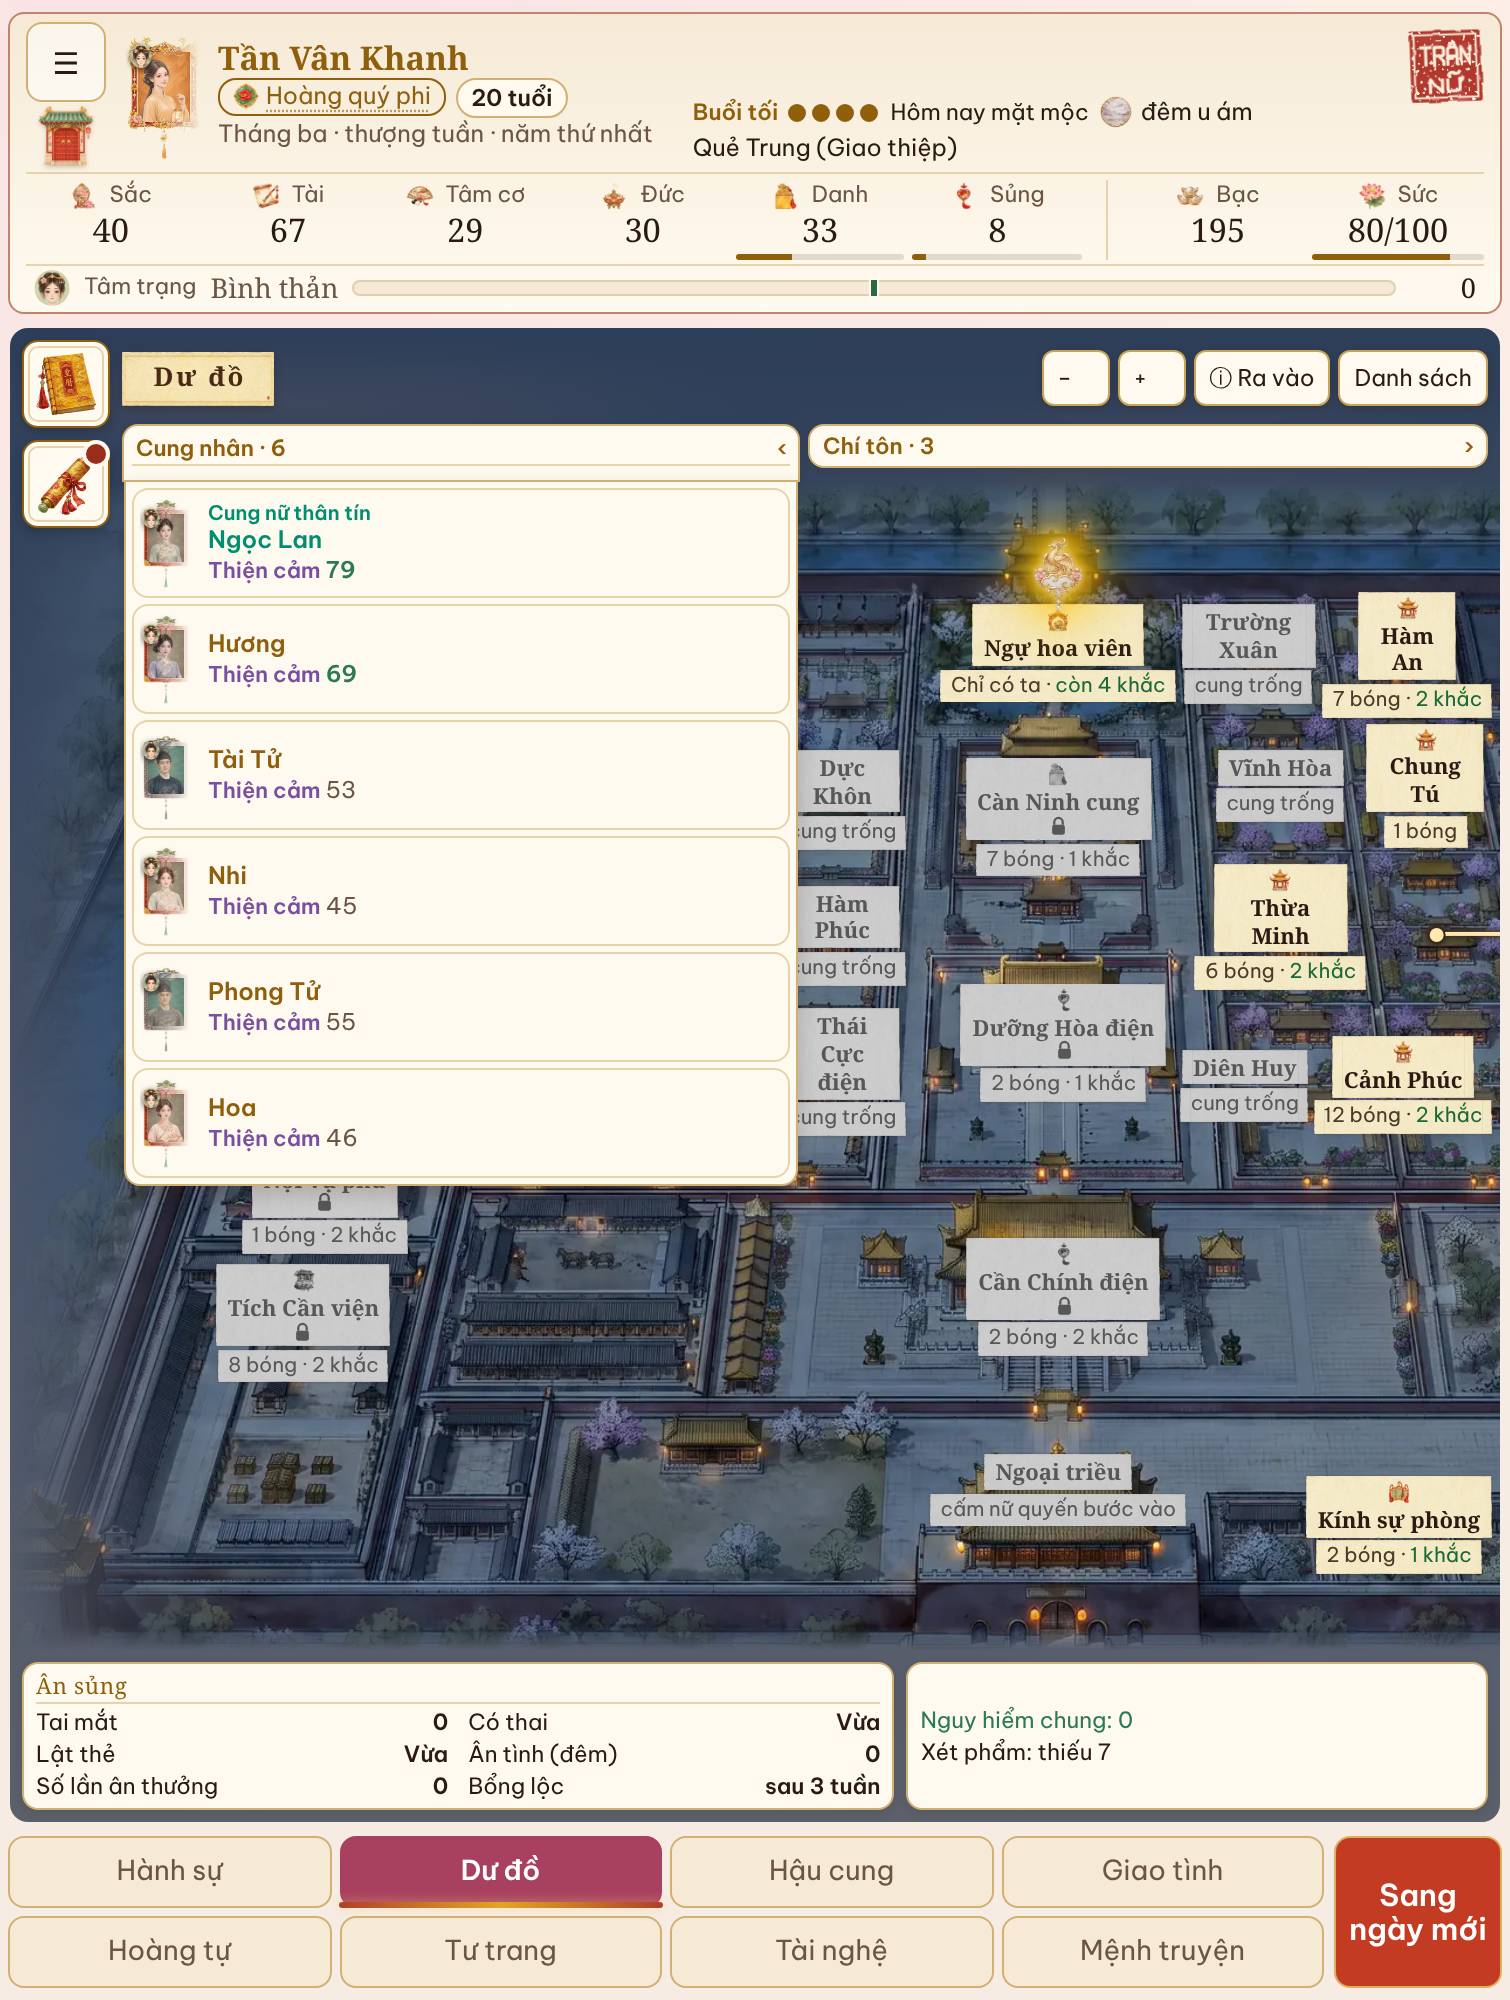 ☰
Tần Vân Khanh
Hoàng quý phi
20 tuổi
Tháng ba · thượng tuần · năm thứ nhất
Buổi tối ●●●● Hôm nay mặt mộc đêm u ám
Quẻ Trung (Giao thiệp)
TRÂN
NỮ
Sắc Tài Tâm cơ Đức Danh Sủng Bạc Sức
40 67 29 30 33 8 195 80/100
Tâm trạng Bình thản 0
Dư đồ
− + ⓘ Ra vào Danh sách
Cung nhân · 6 ‹
Chí tôn · 3 ›
Cung nữ thân tín
Ngọc Lan
Thiện cảm 79
Hương
Thiện cảm 69
Tài Tử
Thiện cảm 53
Nhi
Thiện cảm 45
Phong Tử
Thiện cảm 55
Hoa
Thiện cảm 46
Ngự hoa viên
Chỉ có ta · còn 4 khắc
Trường
Xuân
cung trống
Hàm
An
7 bóng · 2 khắc
Dực
Khôn
cung trống
Càn Ninh cung
7 bóng · 1 khắc
Vĩnh Hòa
cung trống
Chung
Tú
1 bóng
Hàm
Phúc
cung trống
Thừa
Minh
6 bóng · 2 khắc
Thái
Cực
điện
cung trống
Dưỡng Hòa điện
2 bóng · 1 khắc
Diên Huy
cung trống
Cảnh Phúc
12 bóng · 2 khắc
1 bóng · 2 khắc
Tích Cần viện
8 bóng · 2 khắc
Cần Chính điện
2 bóng · 2 khắc
Ngoại triều
cấm nữ quyến bước vào
Kính sự phòng
2 bóng · 1 khắc
Ân sủng
Tai mắt 0 Có thai Vừa
Lật thẻ Vừa Ân tình (đêm) 0
Số lần ân thưởng 0 Bổng lộc sau 3 tuần
Nguy hiểm chung: 0
Xét phẩm: thiếu 7
Hành sự Dư đồ Hậu cung Giao tình
Hoàng tự Tư trang Tài nghệ Mệnh truyện
Sang
ngày mới